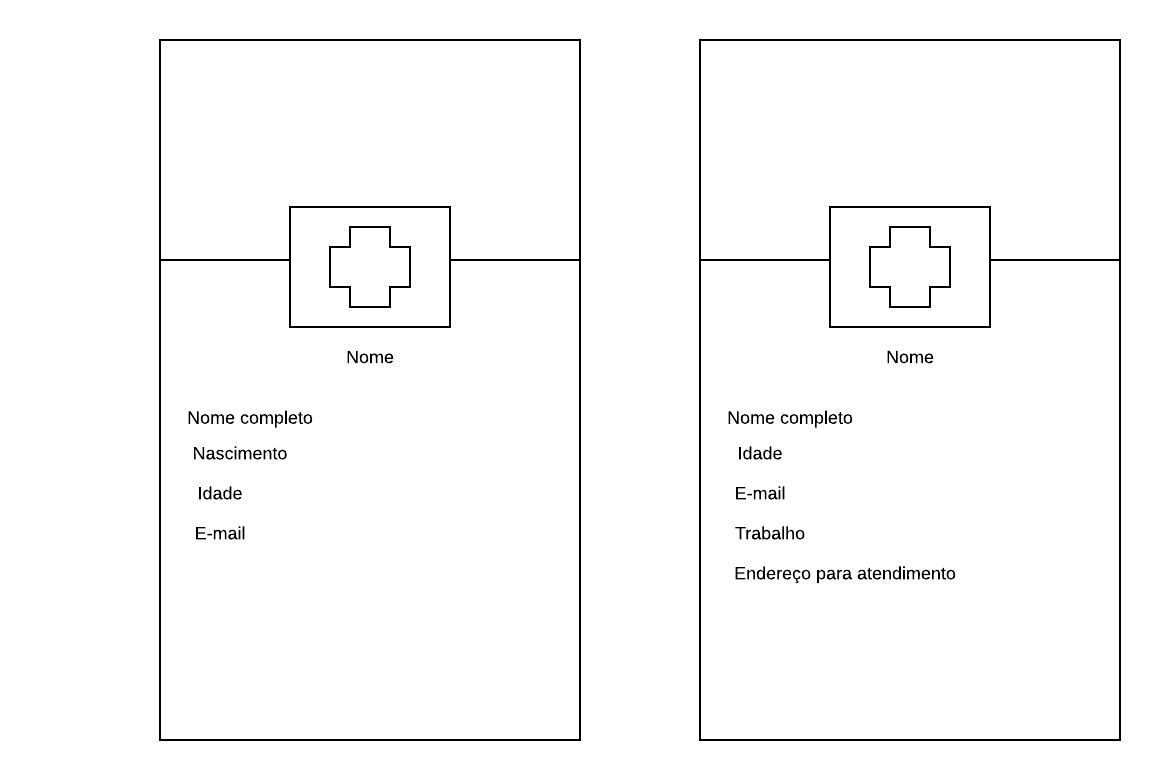 Nome
Nome completo
Nascimento
Idade
E-mail
Nome
Nome completo
Idade
E-mail
Trabalho
Endereço para atendimento